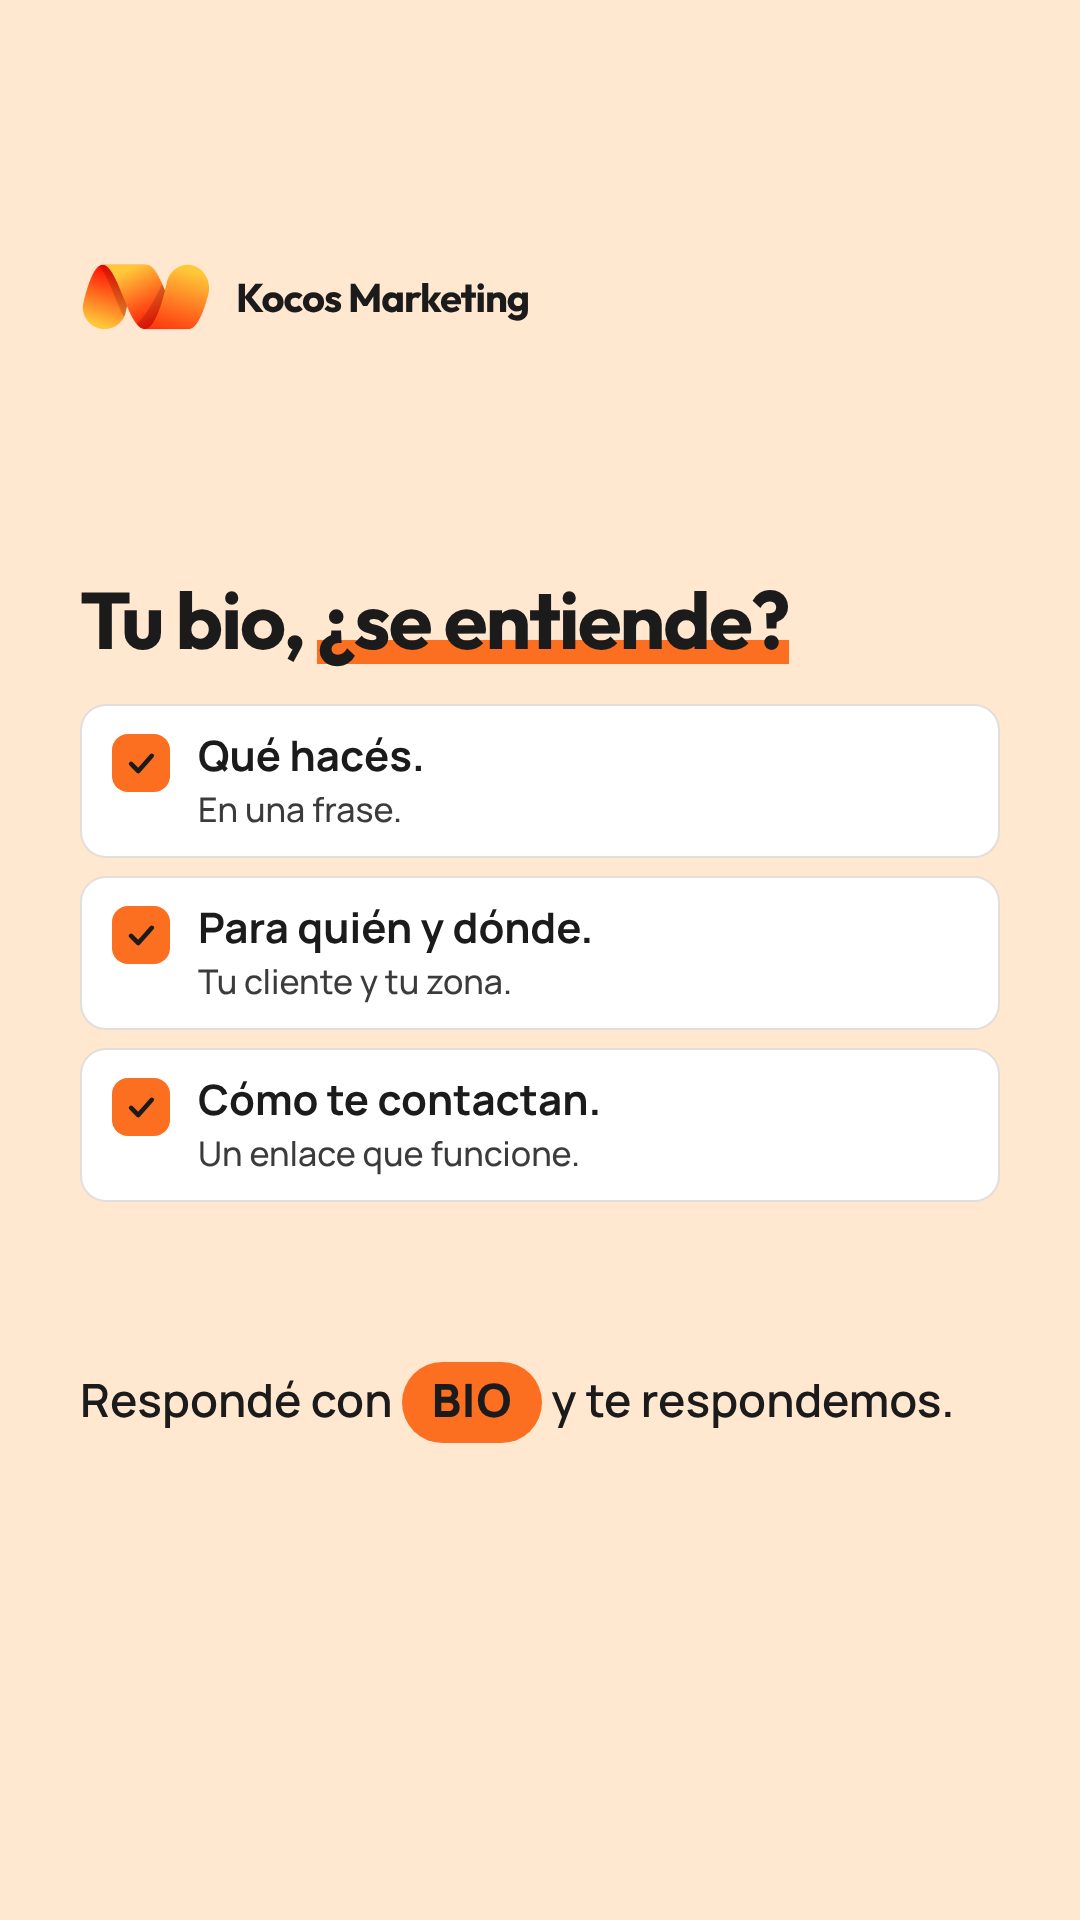 Kocos Marketing
Tu bio, ¿se entiende?
Qué hacés.
En una frase.
Para quién y dónde.
Tu cliente y tu zona.
Cómo te contactan.
Un enlace que funcione.
Respondé con BIO y te respondemos.